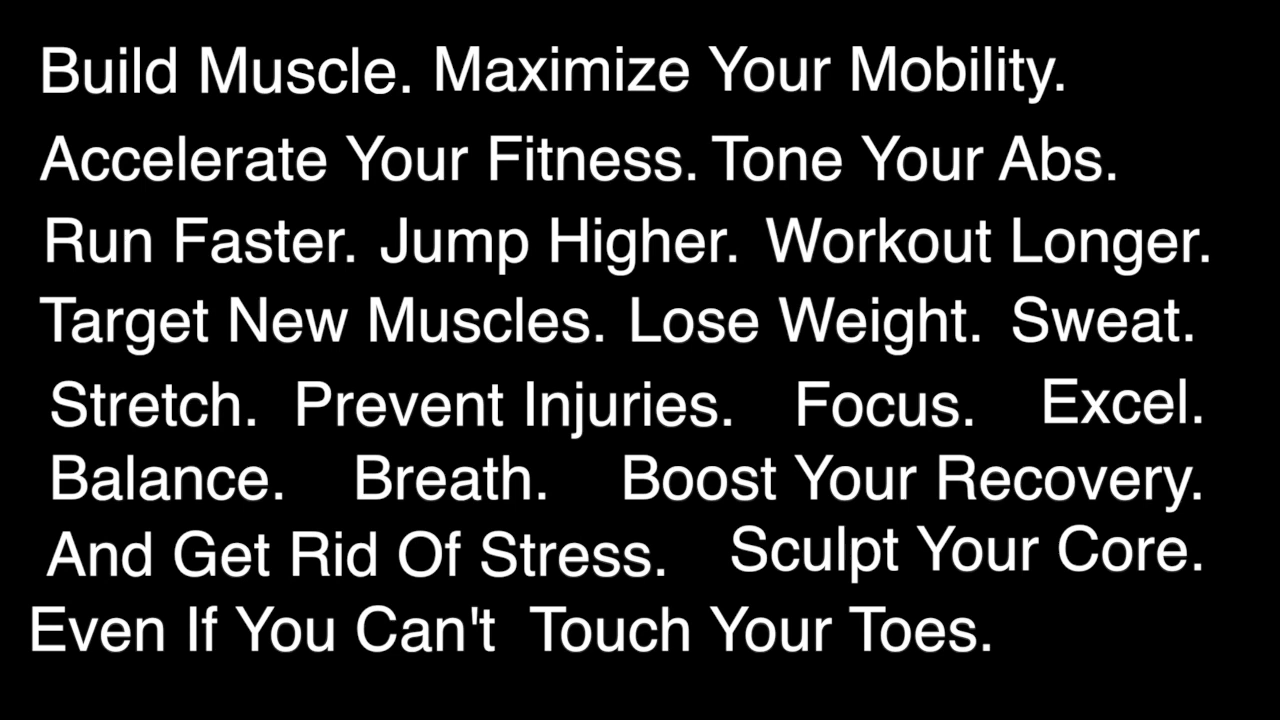 Build Muscle. Maximize Your Mobility.
Accelerate Your Fitness. Tone Your Abs.
Run Faster. Jump Higher. Workout Longer.
Target New Muscles. Lose Weight. Sweat.
Stretch. Prevent Injuries. Focus. Excel.
Balance. Breath. Boost Your Recovery.
And Get Rid Of Stress. Sculpt Your Core.
Even If You Can't Touch Your Toes.